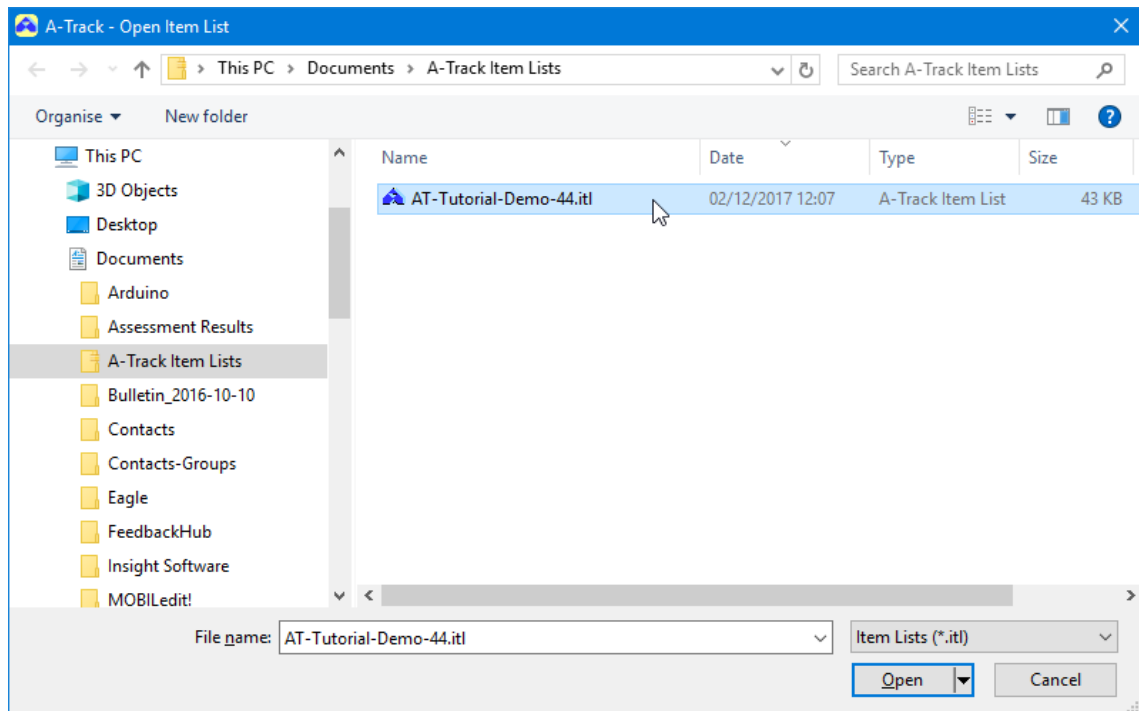 A-Track - Open Item List
This PC > Documents > A-Track Item Lists
Search A-Track Item Lists
Organise
New folder
?
Name Date Type Size
AT-Tutorial-Demo-44.itl 02/12/2017 12:07 A-Track Item List 43 KB
This PC
3D Objects
Desktop
Documents
Arduino
Assessment Results
A-Track Item Lists
Bulletin_2016-10-10
Contacts
Contacts-Groups
Eagle
FeedbackHub
Insight Software
MOBILedit!
File name: AT-Tutorial-Demo-44.itl
Item Lists (*.itl)
Open Cancel